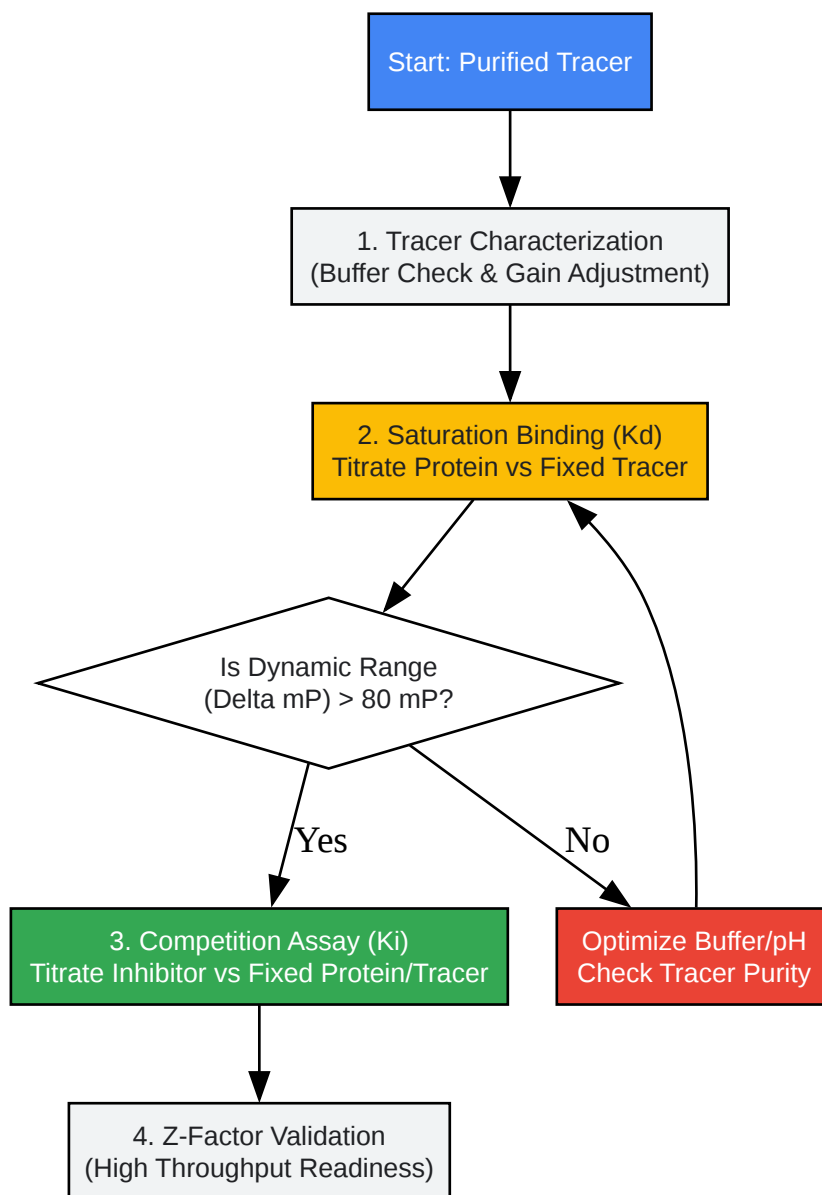 Start: Purified Tracer
1. Tracer Characterization
(Buffer Check & Gain Adjustment)
2. Saturation Binding (Kd)
Titrate Protein vs Fixed Tracer
Is Dynamic Range
(Delta mP) > 80 mP?
Yes
No
3. Competition Assay (Ki)
Titrate Inhibitor vs Fixed Protein/Tracer
Optimize Buffer/pH
Check Tracer Purity
4. Z-Factor Validation
(High Throughput Readiness)